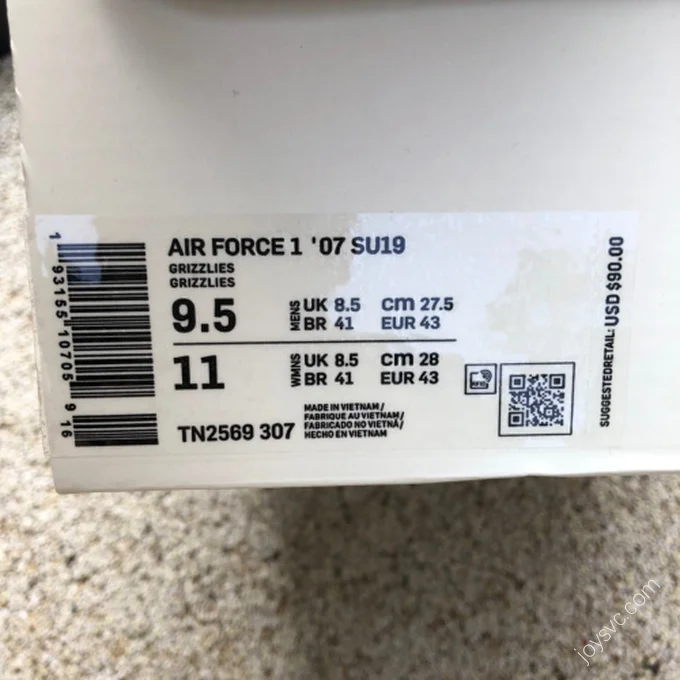 AIR FORCE 1 '07 SU19
GRIZZLIES
GRIZZLIES
9.5
MENS
UK 8.5 cm 27.5
BR 41 EUR 43
11
WMNS
UK 8.5 cm 28
BR 41 EUR 43
TN2569 307
MADE IN VIETNAM/
FABRIQUE AU VIETNAM/
FABRICADO NO VIETNÃ/
HECHO EN VIETNAM
1 93155 10705 9 16
SUGGESTEDRETAIL: USD $90.00
joysvc.com